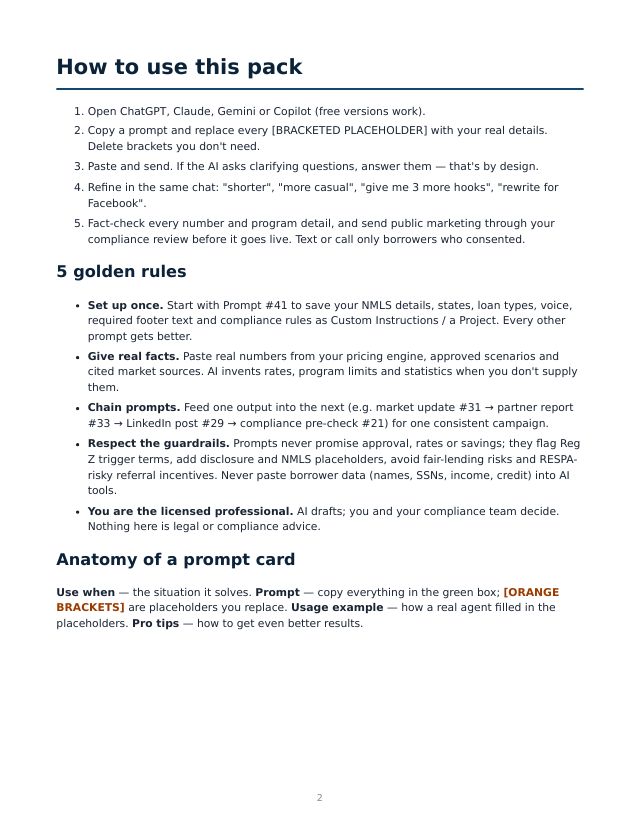 How to use this pack
1. Open ChatGPT, Claude, Gemini or Copilot (free versions work).
2. Copy a prompt and replace every [BRACKETED PLACEHOLDER] with your real details.
Delete brackets you don't need.
3. Paste and send. If the AI asks clarifying questions, answer them — that's by design.
4. Refine in the same chat: "shorter", "more casual", "give me 3 more hooks", "rewrite for
Facebook".
5. Fact-check every number and program detail, and send public marketing through your
compliance review before it goes live. Text or call only borrowers who consented.
5 golden rules
• Set up once. Start with Prompt #41 to save your NMLS details, states, loan types, voice,
required footer text and compliance rules as Custom Instructions / a Project. Every other
prompt gets better.
• Give real facts. Paste real numbers from your pricing engine, approved scenarios and
cited market sources. AI invents rates, program limits and statistics when you don't supply
them.
• Chain prompts. Feed one output into the next (e.g. market update #31 → partner report
#33 → LinkedIn post #29 → compliance pre-check #21) for one consistent campaign.
• Respect the guardrails. Prompts never promise approval, rates or savings; they flag Reg
Z trigger terms, add disclosure and NMLS placeholders, avoid fair-lending risks and RESPA-
risky referral incentives. Never paste borrower data (names, SSNs, income, credit) into AI
tools.
• You are the licensed professional. AI drafts; you and your compliance team decide.
Nothing here is legal or compliance advice.
Anatomy of a prompt card
Use when — the situation it solves. Prompt — copy everything in the green box; [ORANGE
BRACKETS] are placeholders you replace. Usage example — how a real agent filled in the
placeholders. Pro tips — how to get even better results.
2